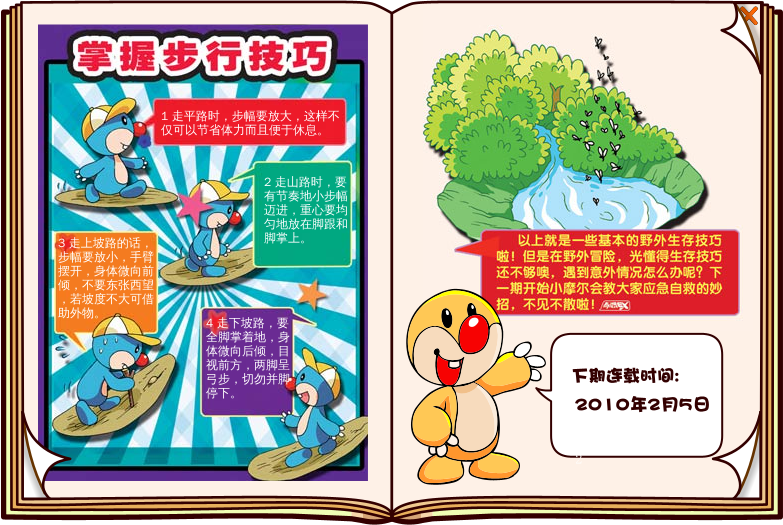 掌握步行技巧
1 走平路时，步幅要放大，这样不
仅可以节省体力而且便于休息。
2 走山路时，要
有节奏地小步幅
迈进，重心要均
匀地放在脚跟和
脚掌上。
3 走上坡路的话，
步幅要放小，手臂
摆开，身体微向前
倾，不要东张西望
，若坡度不大可借
助外物。
4 走下坡路，要
全脚掌着地，身
体微向后倾，目
视前方，两脚呈
弓步，切勿并脚
停下。
以上就是一些基本的野外生存技巧
啦！但是在野外冒险，光懂得生存技巧
还不够噢，遇到意外情况怎么办呢？下
一期开始小摩尔会教大家应急自救的妙
招，不见不散啦！
下期连载时间：
2010年2月5日